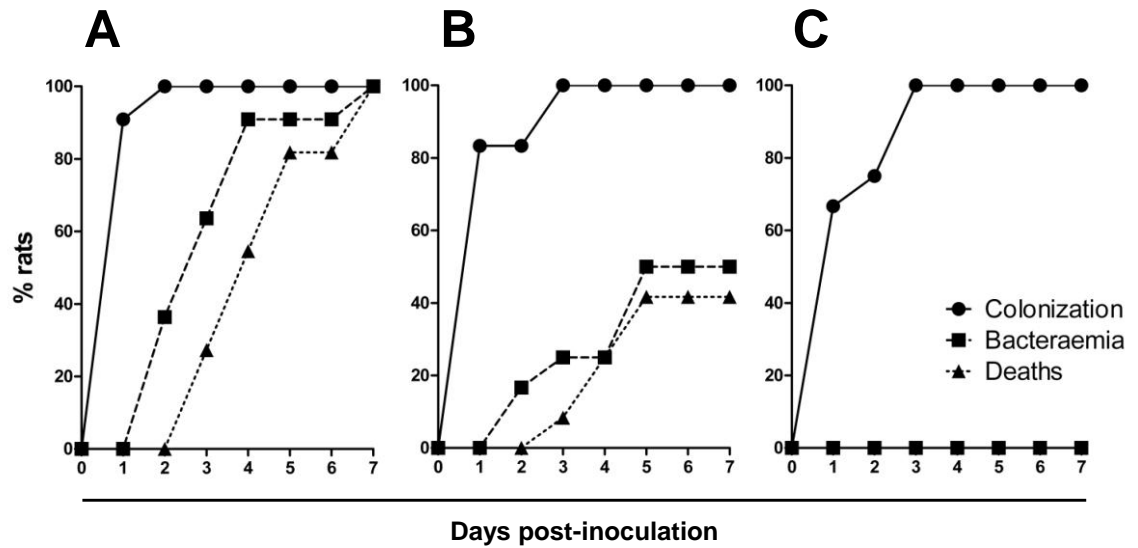 A B C
100 100 100
80 80 80
60 60 60
40 40 40
20 20 20
0 0 0
0 1 2 3 4 5 6 7 0 1 2 3 4 5 6 7 0 1 2 3 4 5 6 7
% rats
Colonization
Bacteraemia
Deaths
Days post-inoculation